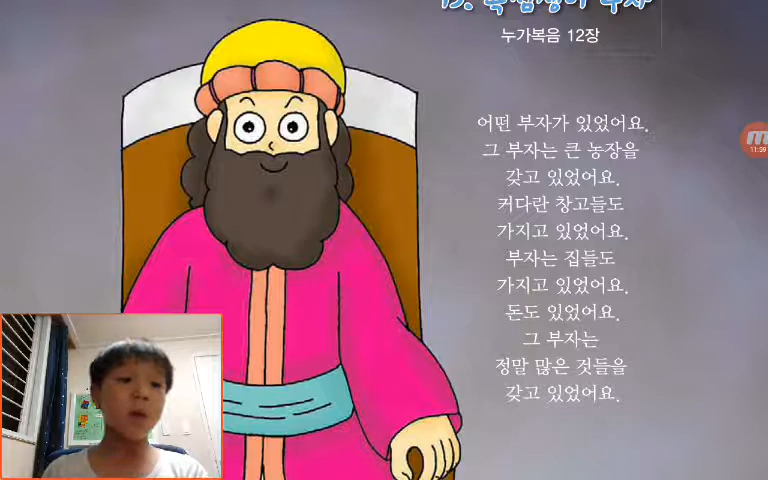 누가복음 12장
어떤 부자가 있었어요.
그 부자는 큰 농장을
갖고 있었어요.
커다란 창고들도
가지고 있었어요.
부자는 집들도
가지고 있었어요.
돈도 있었어요.
그 부자는
정말 많은 것들을
갖고 있었어요.
11:59